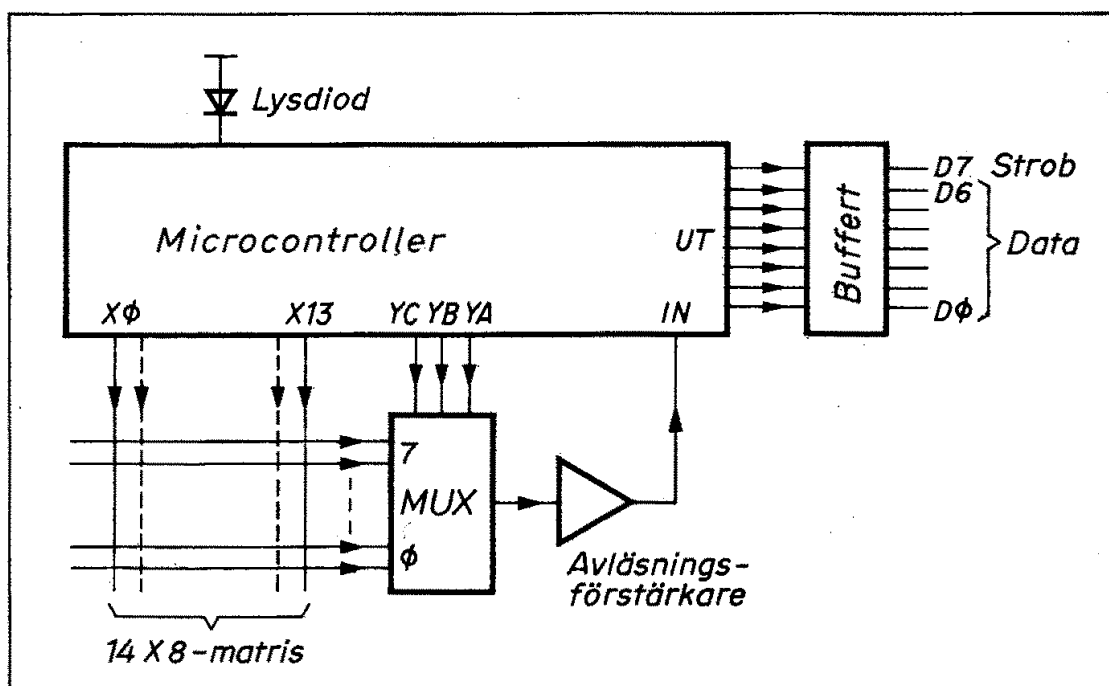 Lysdiod
D7 Strob
D6
Microcontroller
UT
Buffert
Data
Xϕ X13 YC YB YA IN
Dϕ
7
MUX
ϕ
Avläsnings-
förstärkare
14 X 8-matris